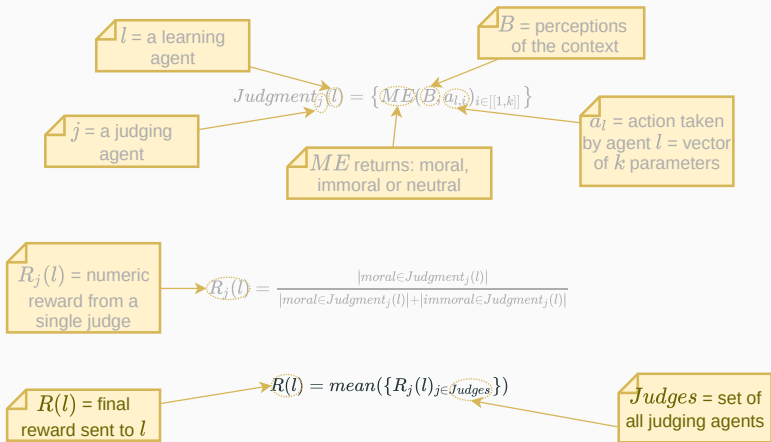 l = a learning
agent
B = perceptions
of the context
Judgment_j(l) = {ME(B, a_{l,i})_{i∈[[1,k]]}}
j = a judging
agent
ME returns: moral,
immoral or neutral
a_l = action taken
by agent l = vector
of k parameters
R_j(l) = numeric
reward from a
single judge
R_j(l) = |moral∈Judgment_j(l)| / |moral∈Judgment_j(l)|+|immoral∈Judgment_j(l)|
R(l) = mean({R_j(l)_{j∈Judges}})
R(l) = final
reward sent to l
Judges = set of
all judging agents